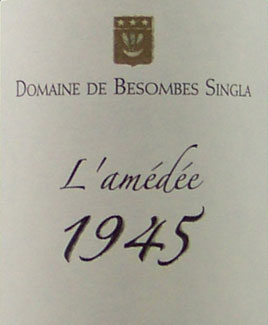 DOMAINE DE BESOMBES SINGLA
L'amédée
1945